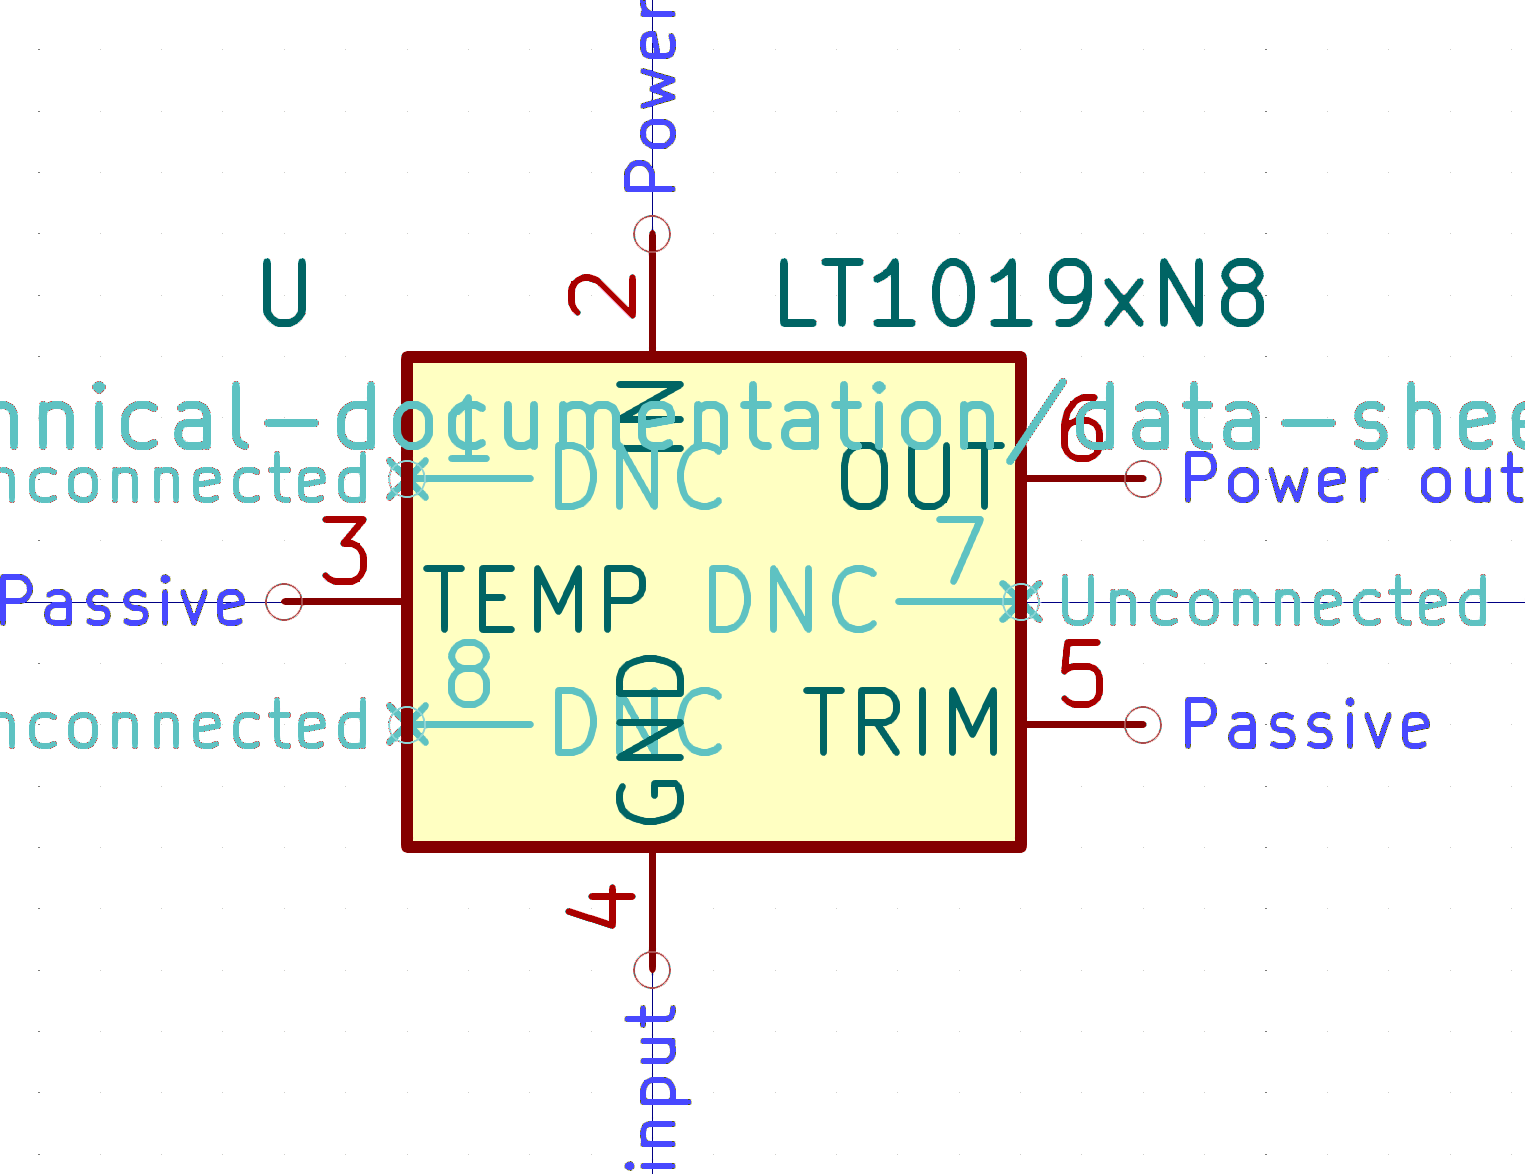 Power
2
U
LT1019xN8
IN
hnical-documentation/data-shee
1
6
nconnected
DNC
OUT
Power out
3
7
Passive
TEMP
DNC
Unconnected
8
5
nconnected
DNC
GND
TRIM
Passive
4
input